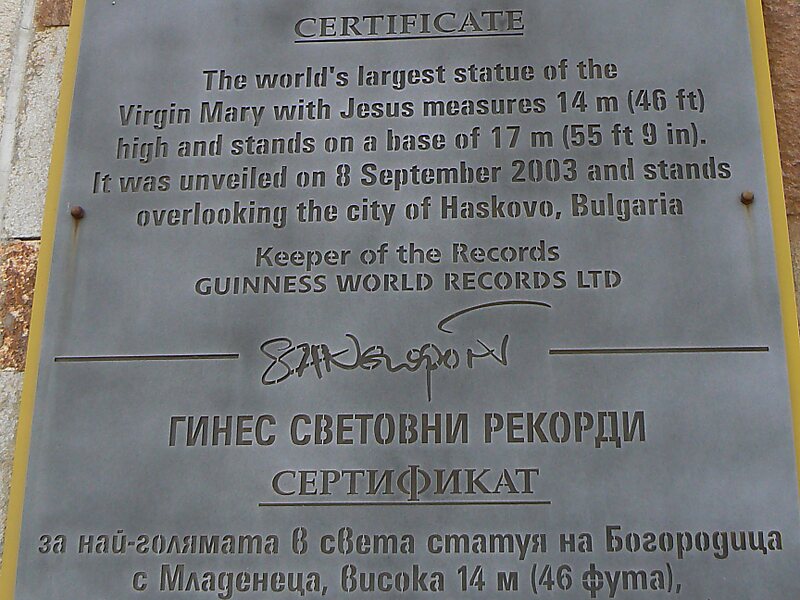 CERTIFICATE
The world's largest statue of the
Virgin Mary with Jesus measures 14 m (46 ft)
high and stands on a base of 17 m (55 ft 9 in).
It was unveiled on 8 September 2003 and stands
overlooking the city of Haskovo, Bulgaria
Keeper of the Records
GUINNESS WORLD RECORDS LTD
ГИНЕС СВЕТОВНИ РЕКОРДИ
СЕРТИФИКАТ
за най-голямата в света статуя на Богородица
с Младенеца, висока 14 м (46 фута),